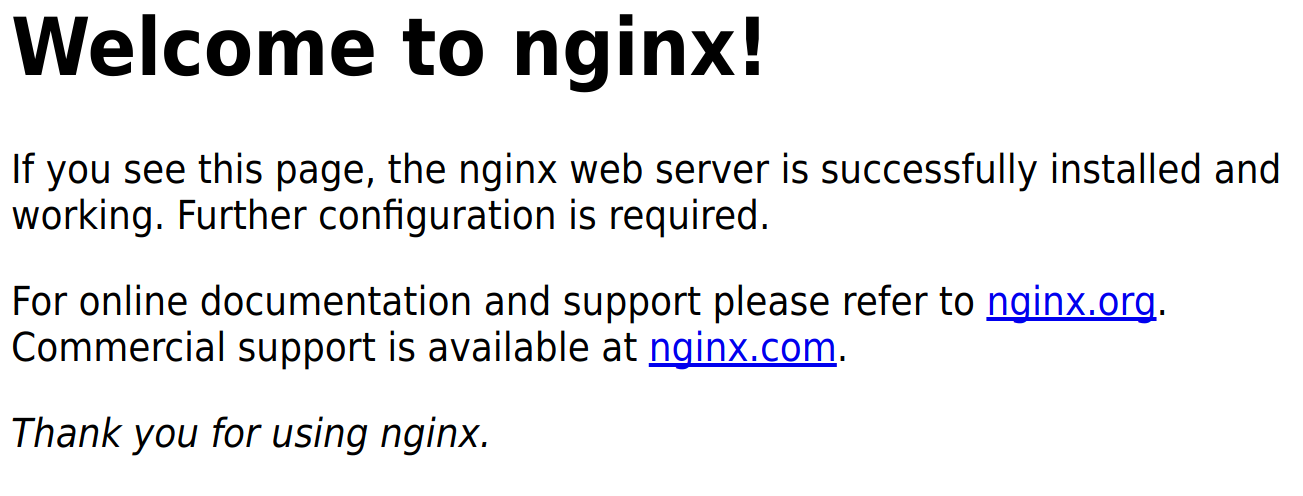 Welcome to nginx!
If you see this page, the nginx web server is successfully installed and
working. Further configuration is required.
For online documentation and support please refer to nginx.org.
Commercial support is available at nginx.com.
Thank you for using nginx.